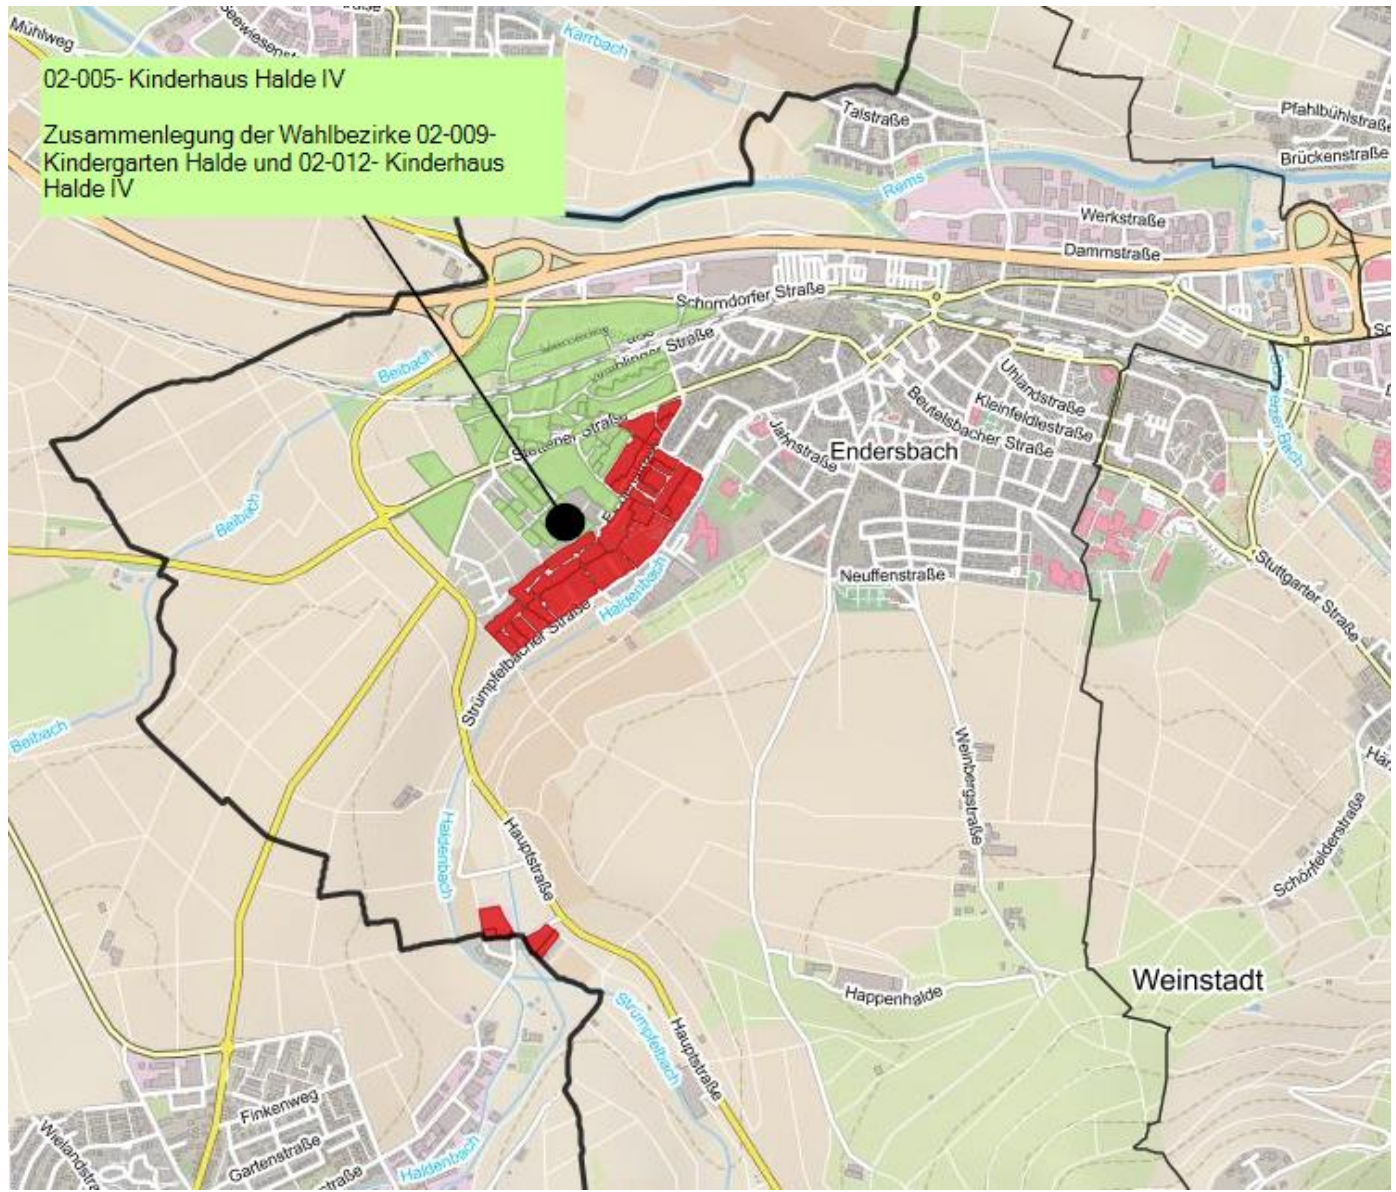 Mühlweg
Karrbach
02-005- Kinderhaus Halde IV
Zusammenlegung der Wahlbezirke 02-009-
Kindergarten Halde und 02-012- Kinderhaus
Halde IV
Talstraße
Pfahlbühlstraße
Brückenstraße
Rems
Werkstraße
Dammstraße
Schorndorfer Straße
Straße
Beibach
Uhlandstraße
Kleinfeldlestraße
Beutelsbacher Straße
Jahnstraße
Endersbach
Beibach
Neuffenstraße
Haldenbach
Stuttgarter Straße
Strümpfelbacher Straße
Beibach
Weinbergstraße
Haldenbach
Hauptstraße
Schönfelderstraße
Weinstadt
Happenhalde
Strümpfelbach
Hauptstraße
Finkenweg
Gartenstraße
Haldenbach